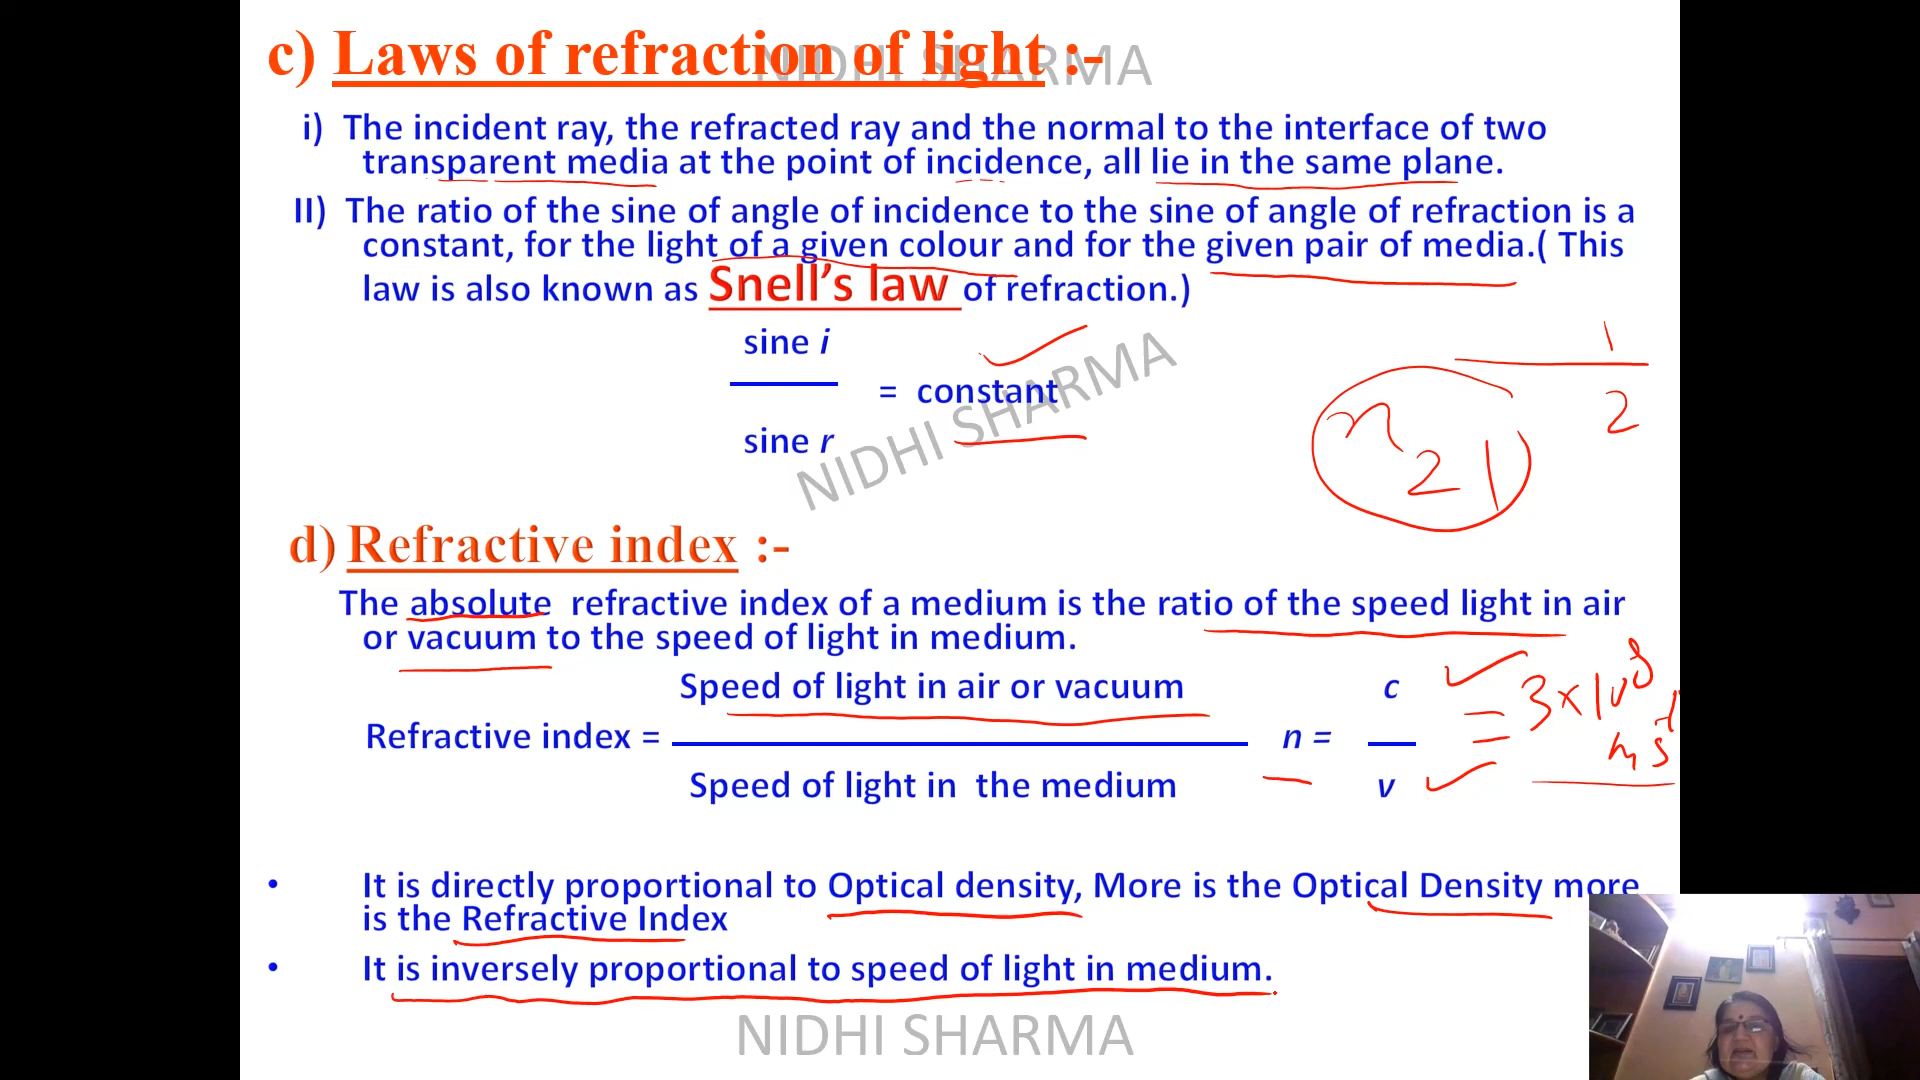 c) Laws of refraction of light :-
NIDHI SHARMA
i) The incident ray, the refracted ray and the normal to the interface of two
transparent media at the point of incidence, all lie in the same plane.
II) The ratio of the sine of angle of incidence to the sine of angle of refraction is a
constant, for the light of a given colour and for the given pair of media.( This
law is also known as Snell’s law of refraction.)
sine i
= constant
sine r
NIDHI SHARMA
1
2
n 21
d) Refractive index :-
The absolute refractive index of a medium is the ratio of the speed light in air
or vacuum to the speed of light in medium.
Speed of light in air or vacuum
Refractive index =
Speed of light in the medium
c
n =
v
= 3 x 10⁸
m s⁻¹
• It is directly proportional to Optical density, More is the Optical Density more
is the Refractive Index
• It is inversely proportional to speed of light in medium.
NIDHI SHARMA